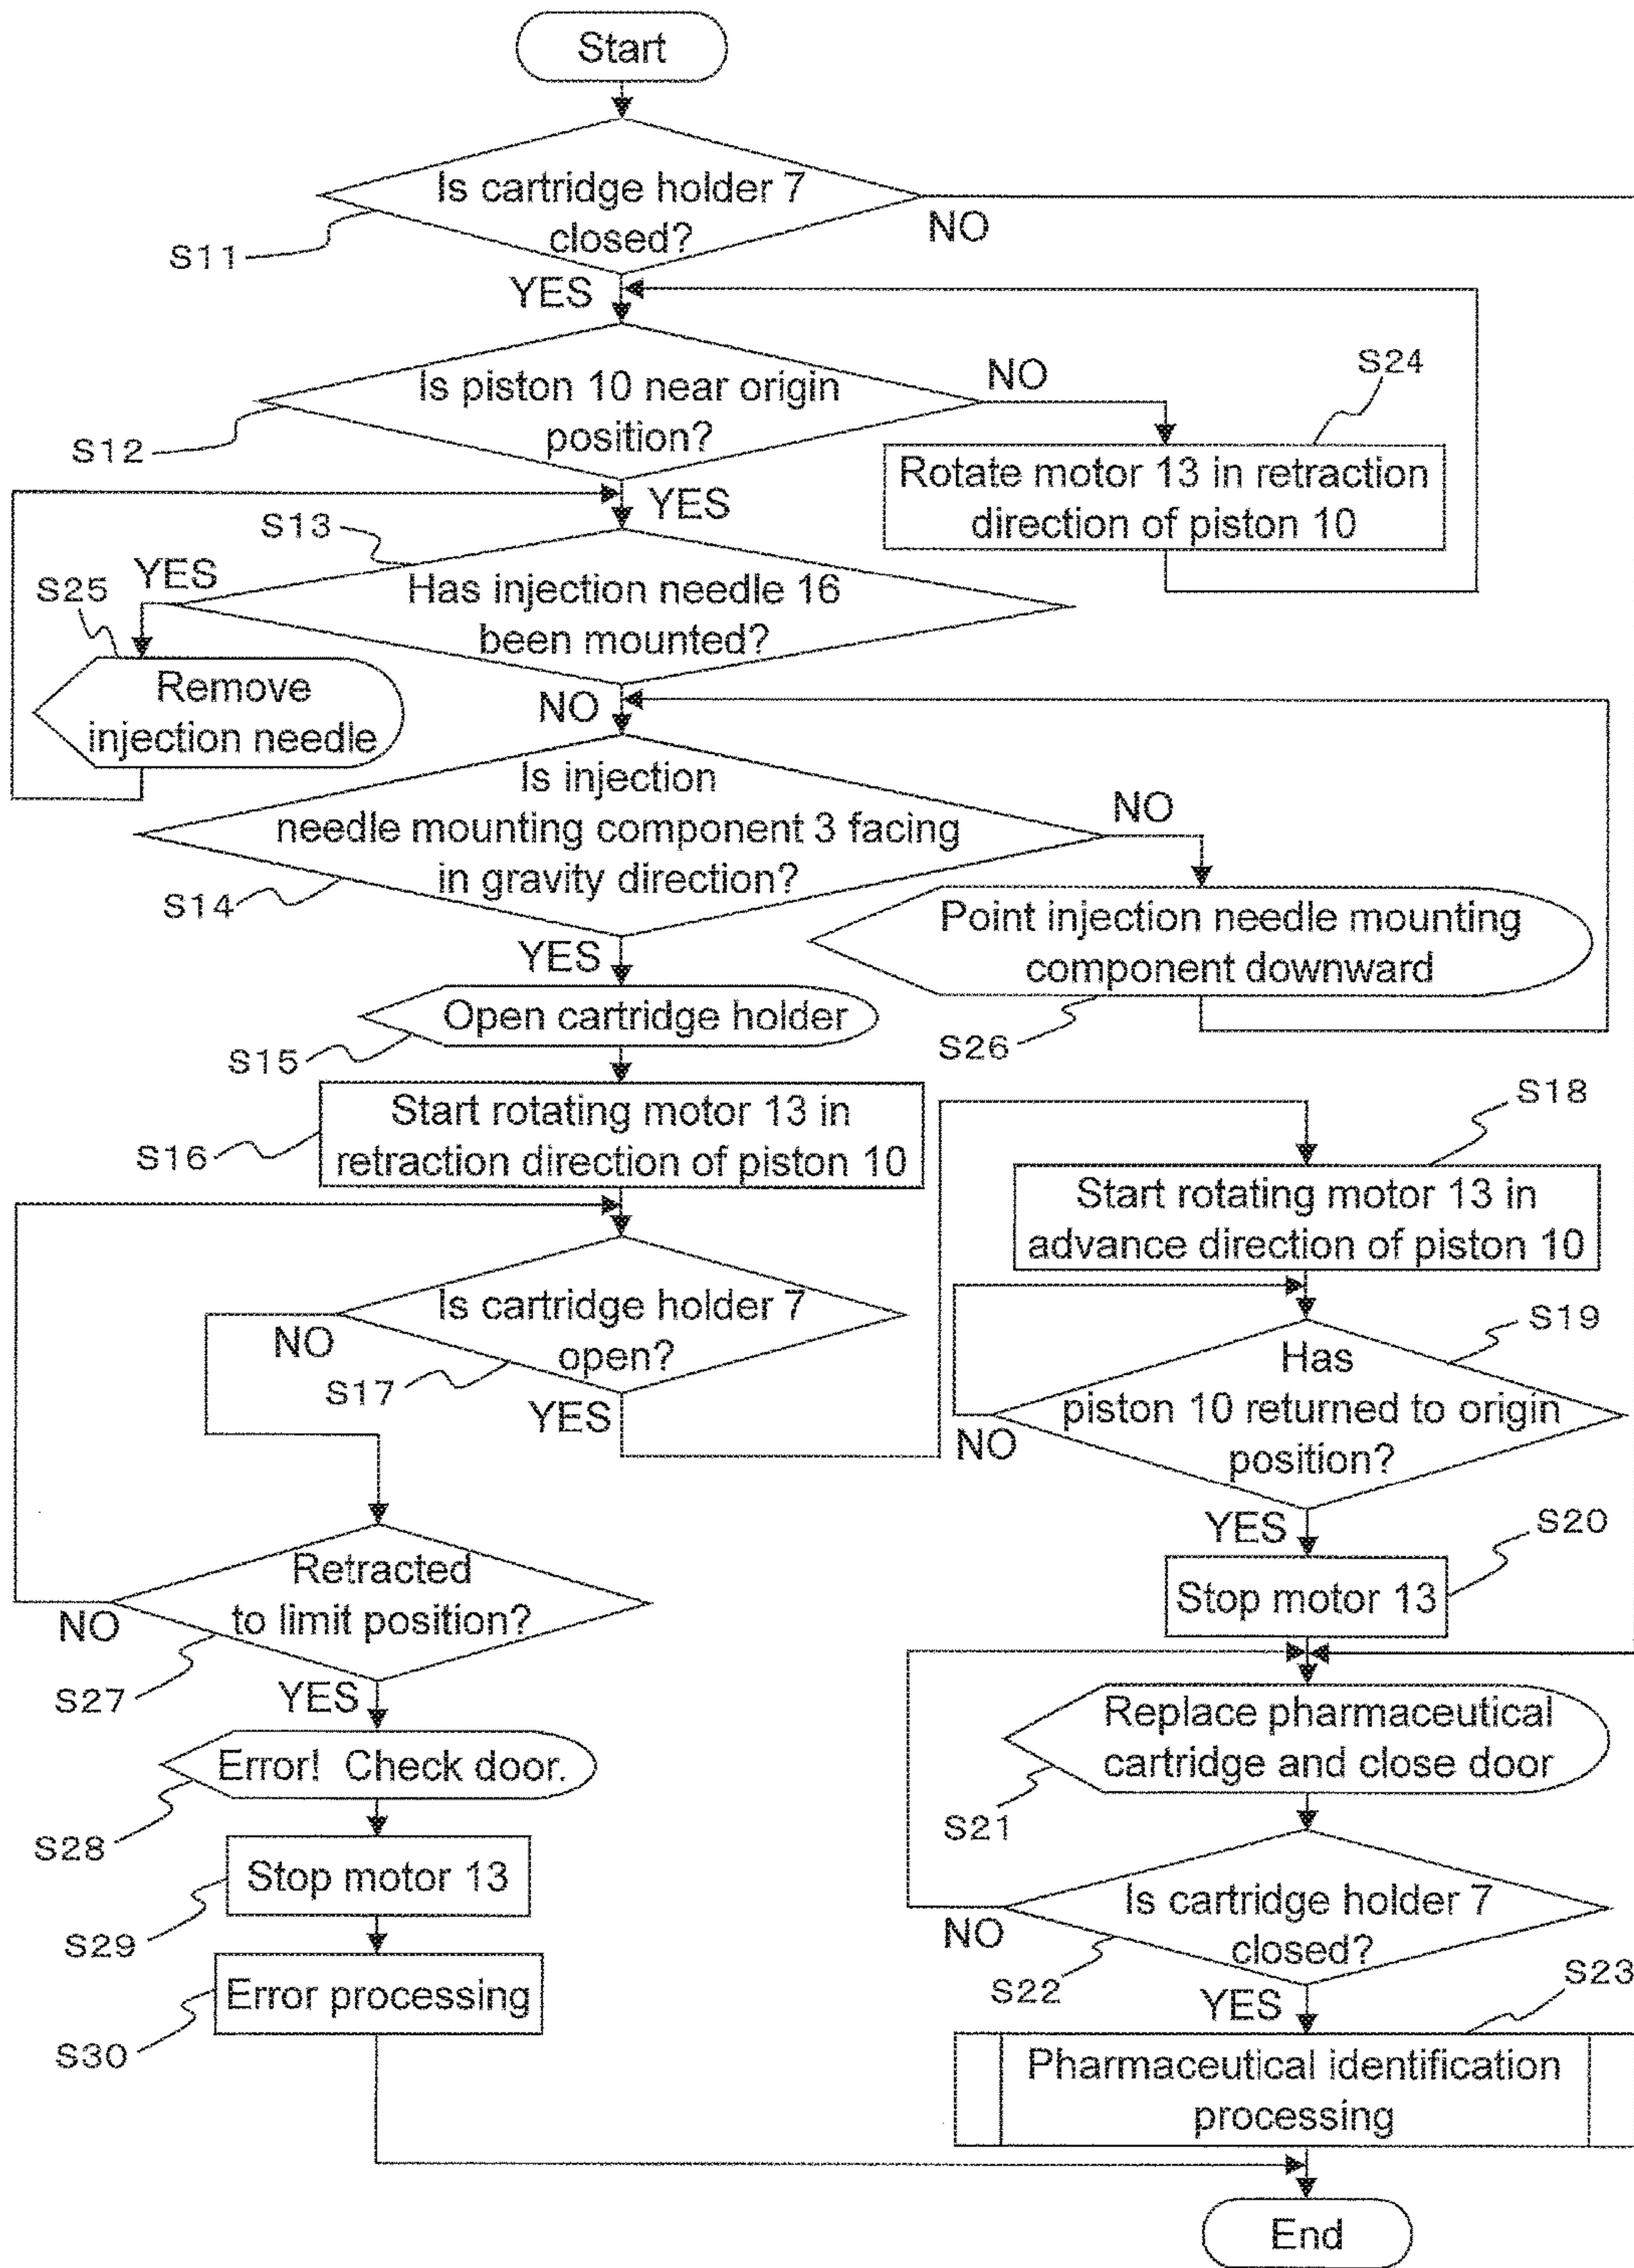 Start
Is cartridge holder 7
closed?
NO
S11
YES
Is piston 10 near origin
position?
NO
S24
S12
Rotate motor 13 in retraction
direction of piston 10
YES
S13
YES
S25
Has injection needle 16
been mounted?
Remove
injection needle
NO
Is injection
needle mounting component 3 facing
in gravity direction?
NO
S14
Point injection needle mounting
component downward
YES
Open cartridge holder
S15
S26
Start rotating motor 13 in
retraction direction of piston 10
S16
S18
Start rotating motor 13 in
advance direction of piston 10
Is cartridge holder 7
open?
NO
S17
YES
S19
Has
piston 10 returned to origin
position?
NO
YES
S20
Stop motor 13
Retracted
to limit position?
NO
S27
YES
Replace pharmaceutical
cartridge and close door
S21
Error! Check door.
S28
Stop motor 13
S29
Is cartridge holder 7
closed?
NO
S22
YES
S23
Error processing
S30
Pharmaceutical identification
processing
End